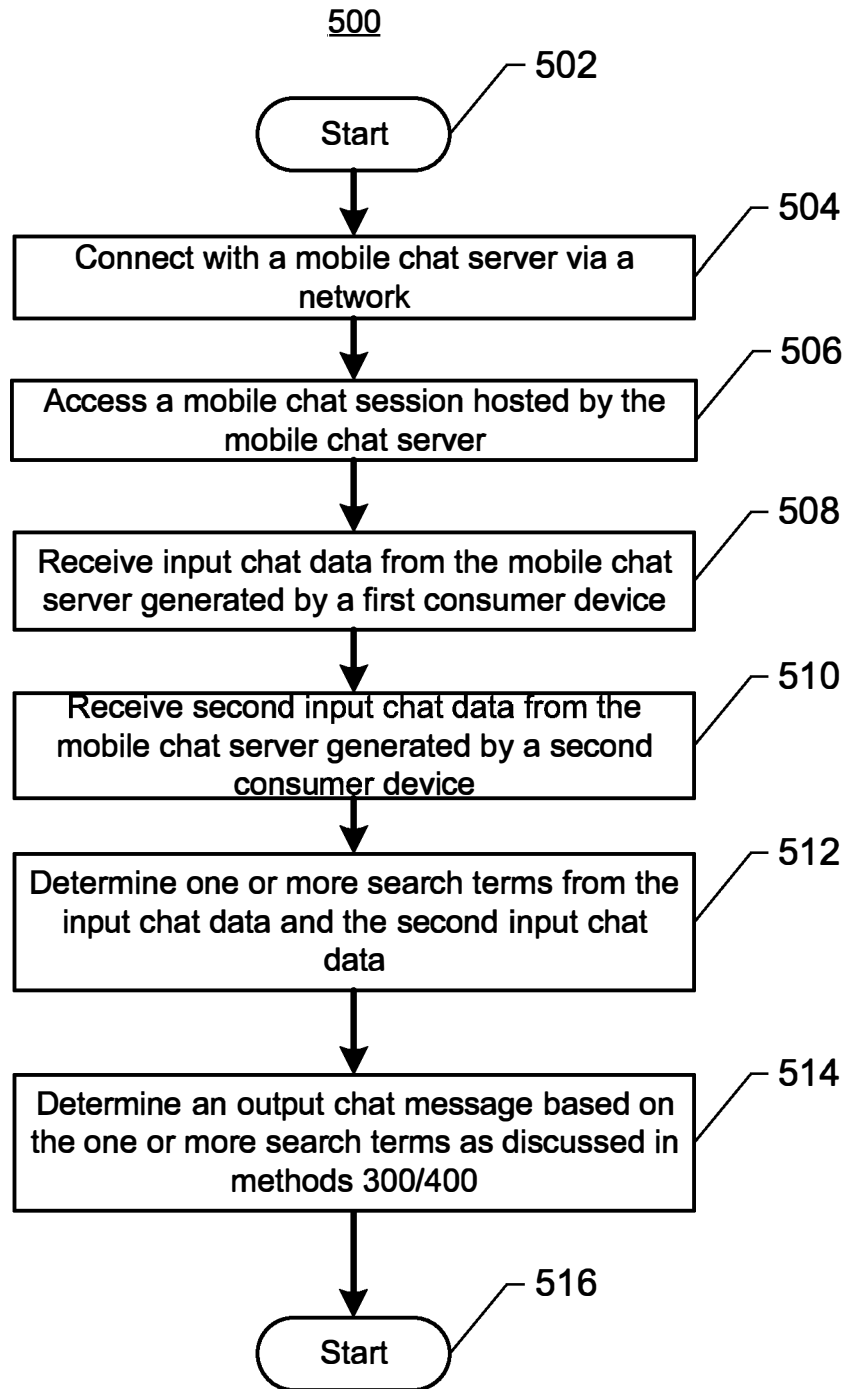 500
502
Start
504
Connect with a mobile chat server via a
network
506
Access a mobile chat session hosted by the
mobile chat server
508
Receive input chat data from the mobile chat
server generated by a first consumer device
510
Receive second input chat data from the
mobile chat server generated by a second
consumer device
512
Determine one or more search terms from the
input chat data and the second input chat
data
514
Determine an output chat message based on
the one or more search terms as discussed in
methods 300/400
516
Start